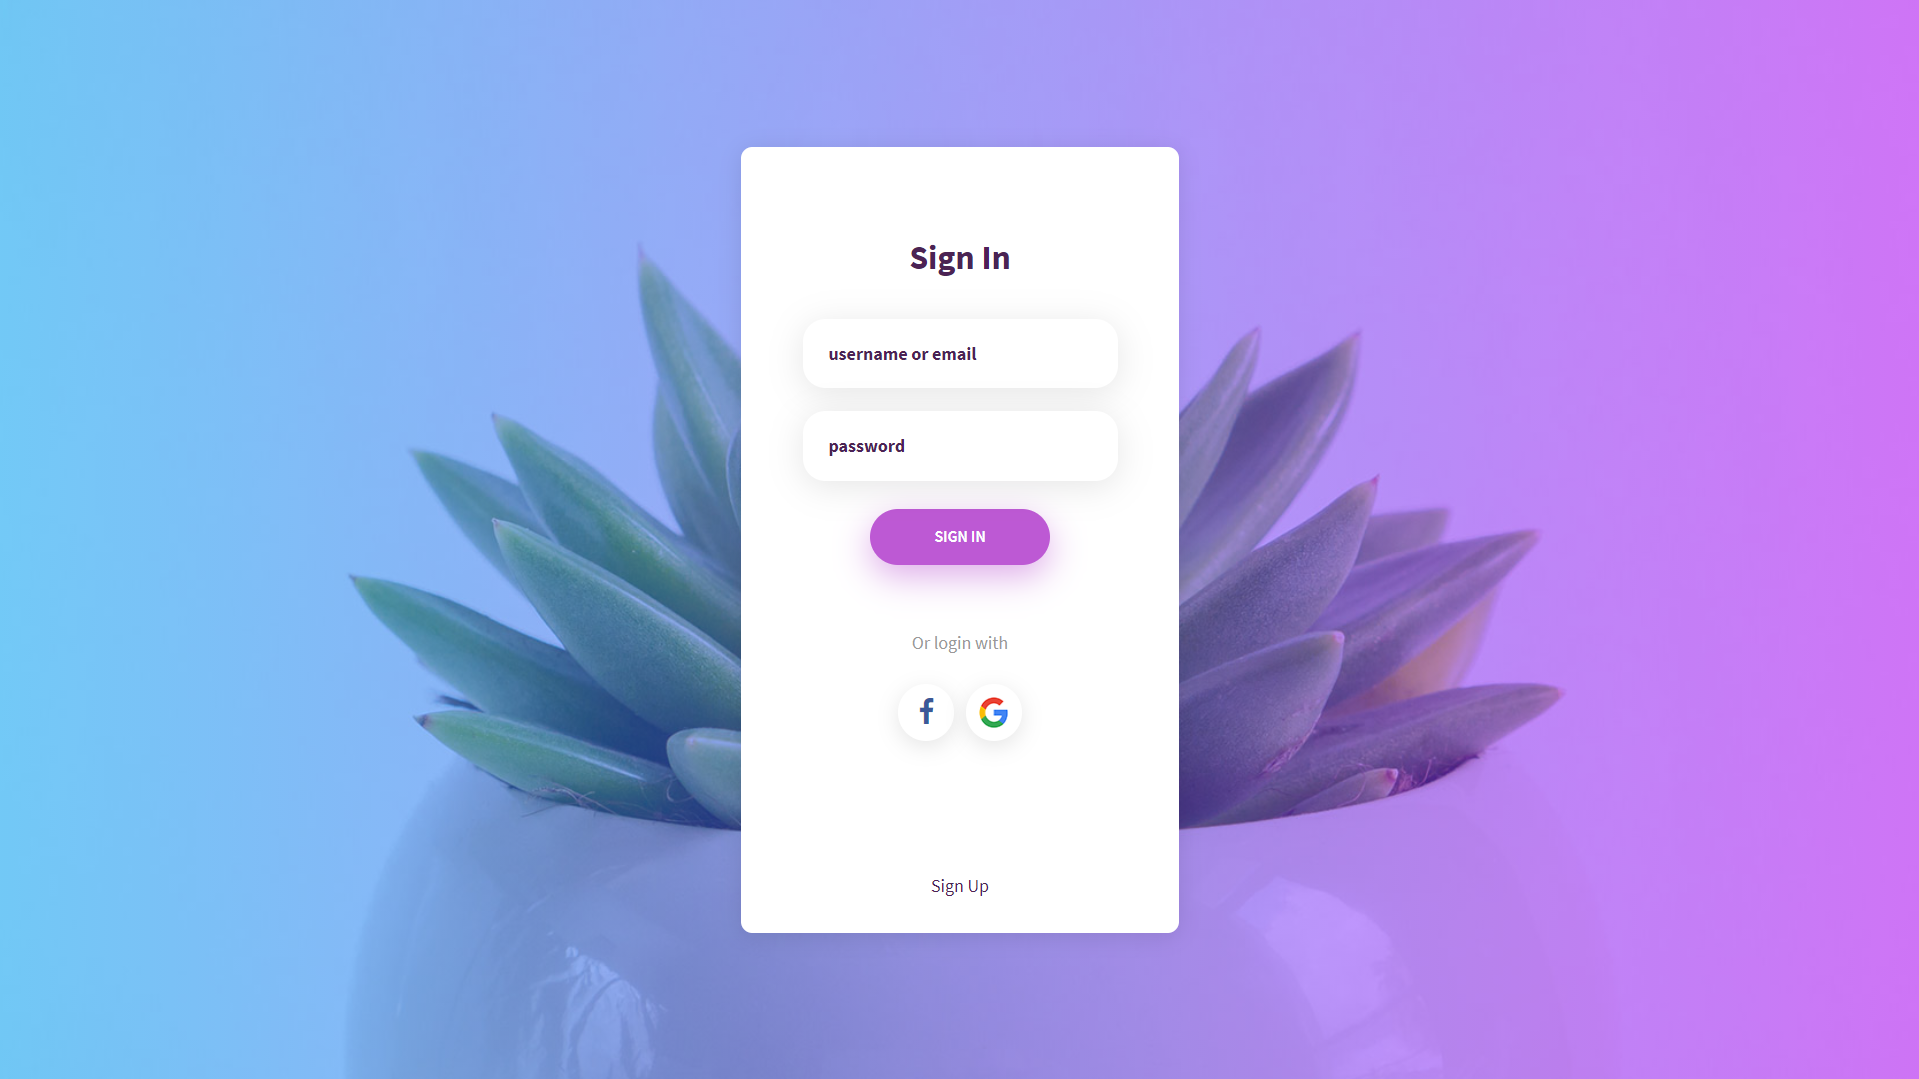 Sign In
username or email
password
SIGN IN
Or login with
Sign Up